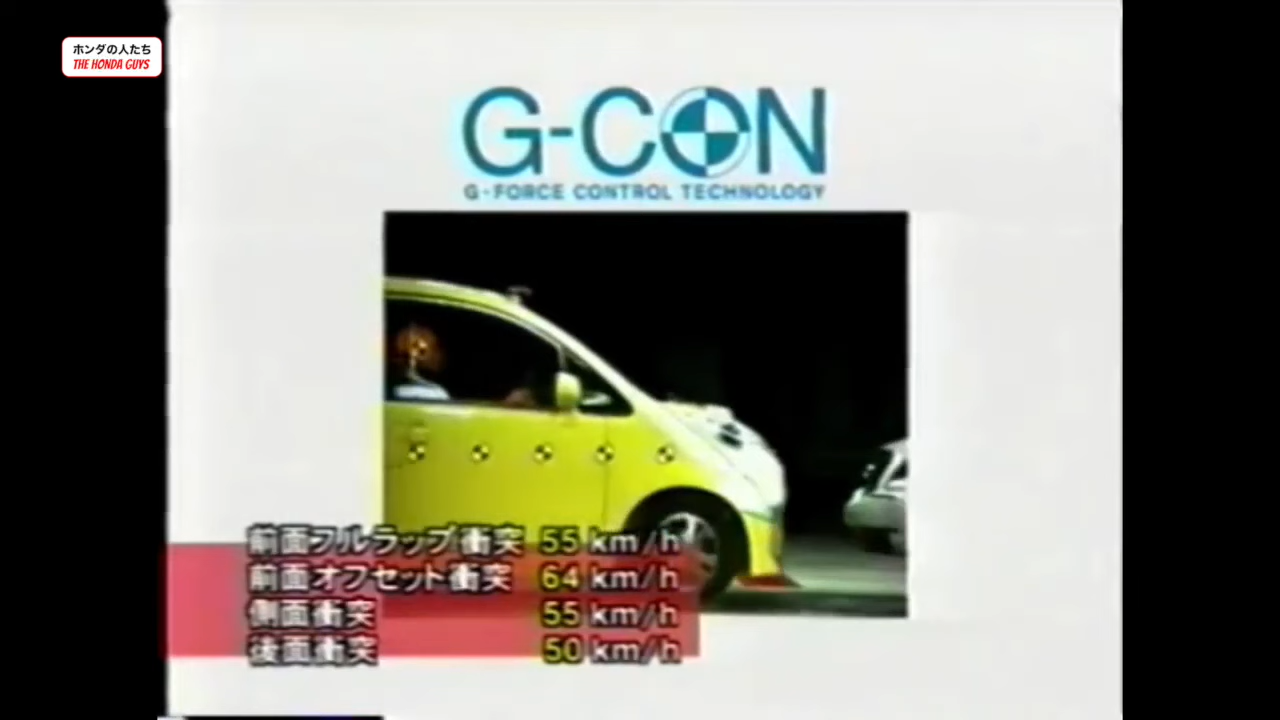 ホンダの人たち
THE HONDA GUYS
G-CON
G-FORCE CONTROL TECHNOLOGY
前面フルラップ衝突 55 km/h
前面オフセット衝突 64 km/h
側面衝突 55 km/h
後面衝突 50 km/h